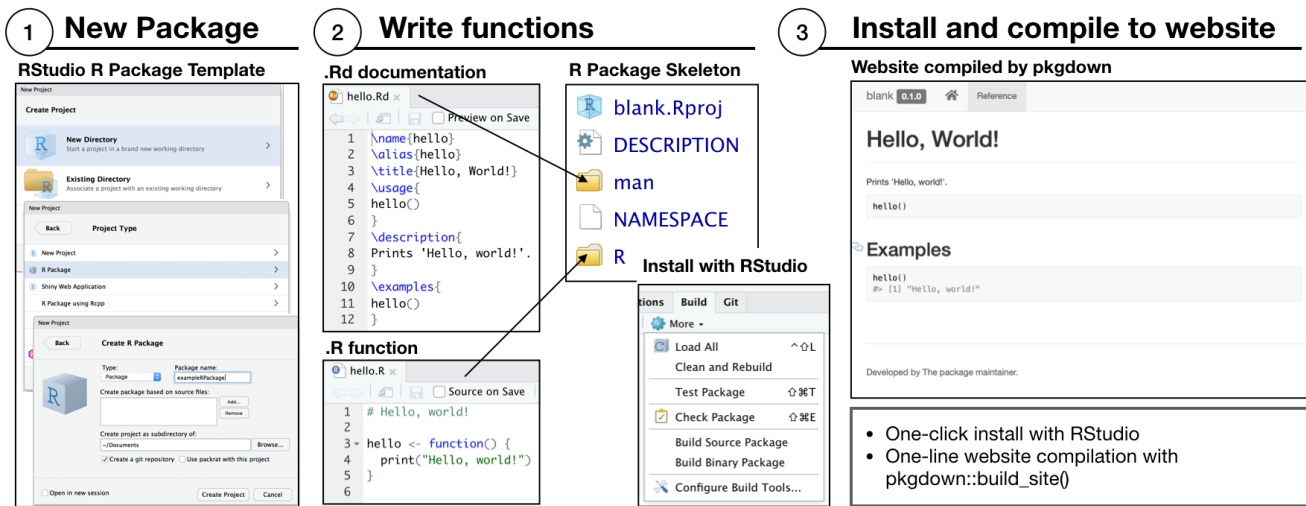 1 New Package
RStudio R Package Template
New Project
Create Project
New Directory
Start a project in a brand new working directory
Existing Directory
Associate a project with an existing working directory
New Project
Back Project Type
New Project
R Package
Shiny Web Application
R Package using Rcpp
New Project
Back Create R Package
Type: Package name:
Package exampleRPackage
Create package based on source files:
Add...
Remove
Create project as subdirectory of:
~/Documents Browse...
Create a git repository Use packrat with this project
Open in new session Create Project Cancel
2 Write functions
.Rd documentation
hello.Rd
Preview on Save
1 \name{hello}
2 \alias{hello}
3 \title{Hello, World!}
4 \usage{
5 hello()
6 }
7 \description{
8 Prints 'Hello, world!'.
9 }
10 \examples{
11 hello()
12 }
.R function
hello.R
Source on Save
1 # Hello, world!
2
3 hello <- function() {
4 print("Hello, world!")
5 }
6
R Package Skeleton
blank.Rproj
DESCRIPTION
man
NAMESPACE
R
Install with RStudio
tions Build Git
More
Load All ^⇧L
Clean and Rebuild
Test Package ⇧⌘T
Check Package ⇧⌘E
Build Source Package
Build Binary Package
Configure Build Tools...
3 Install and compile to website
Website compiled by pkgdown
blank 0.1.0 Reference
Hello, World!
Prints 'Hello, world!'.
hello()
Examples
hello()
#> [1] "Hello, world!"
Developed by The package maintainer.
• One-click install with RStudio
• One-line website compilation with
pkgdown::build_site()